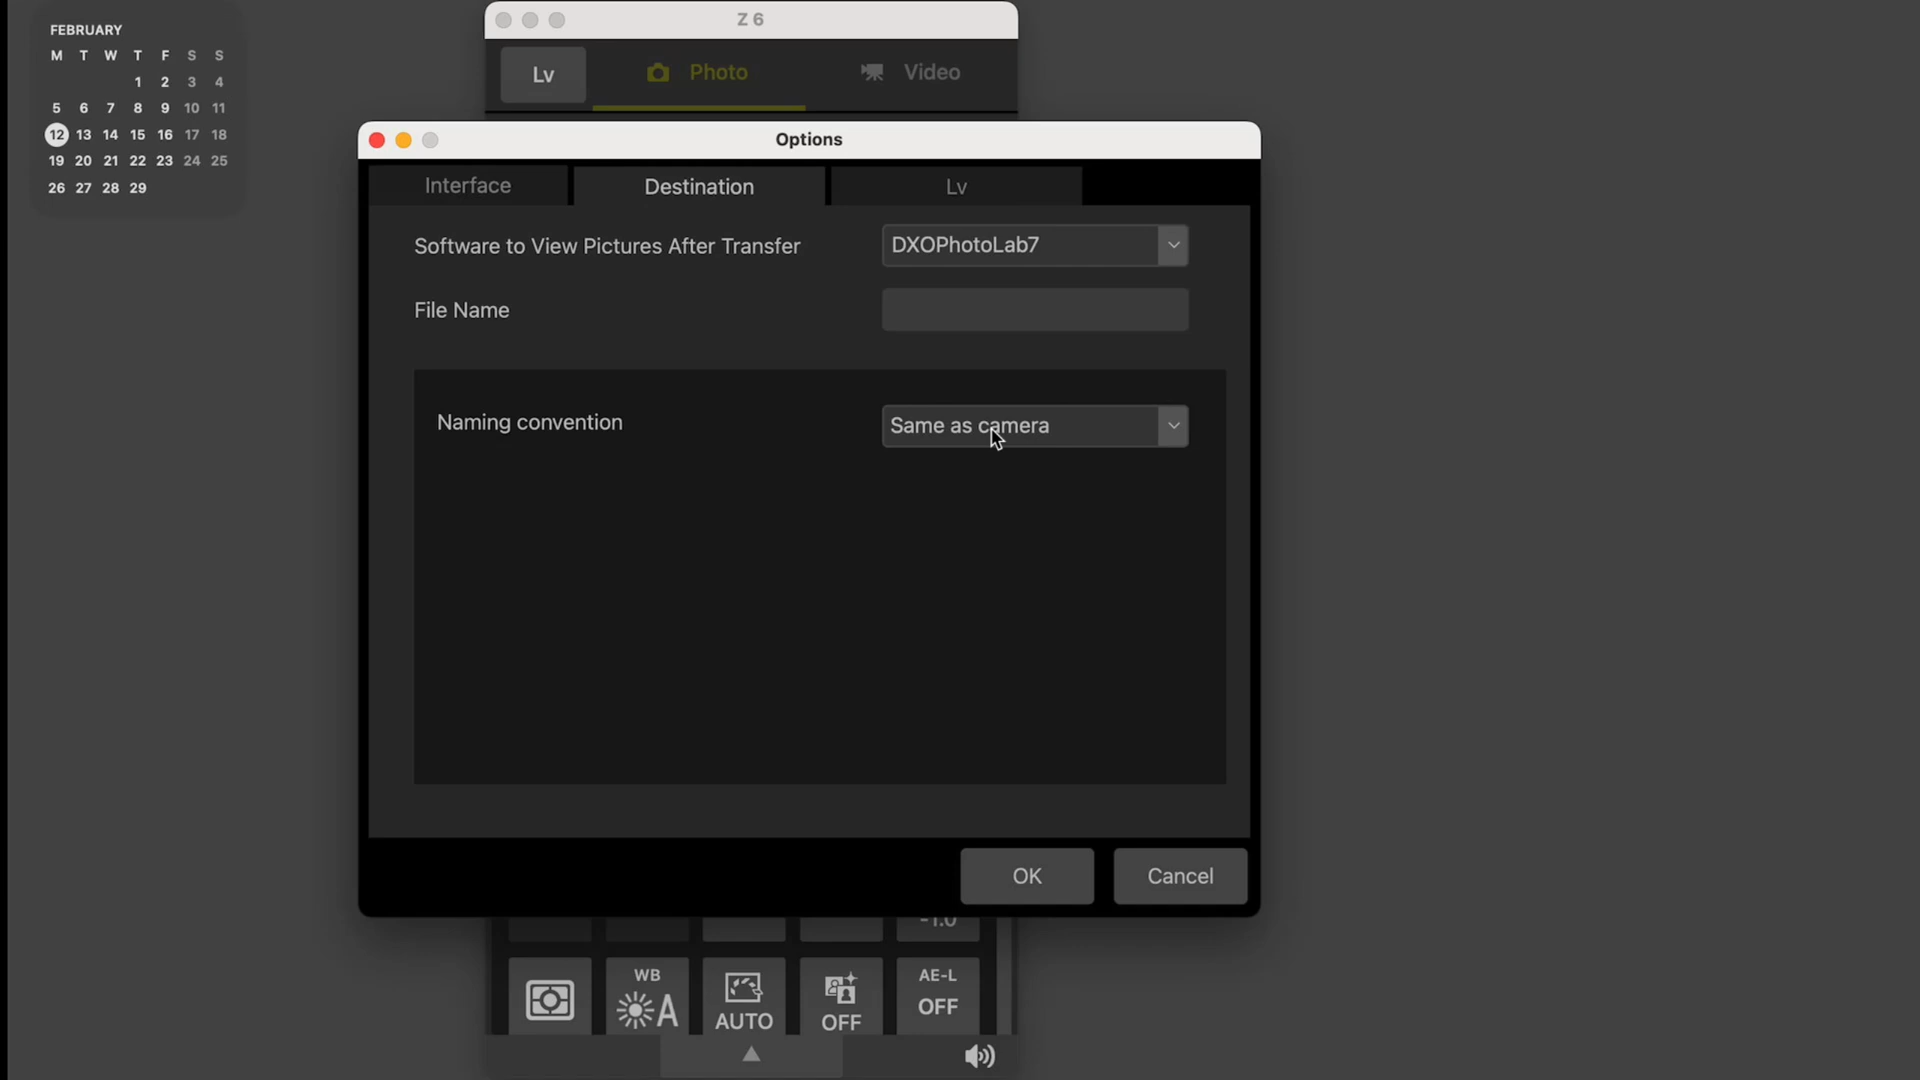 FEBRUARY
M T W T F S S
1 2 3 4
5 6 7 8 9 10 11
12 13 14 15 16 17 18
19 20 21 22 23 24 25
26 27 28 29
Z 6
Lv Photo Video
Options
Interface Destination Lv
Software to View Pictures After Transfer DXOPhotoLab7
File Name
Naming convention Same as camera
OK Cancel
-1.0
WB A
AUTO
OFF
AE-L
OFF